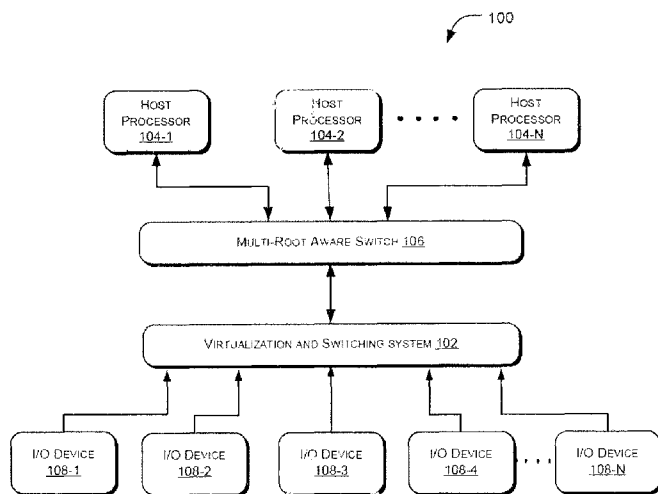 100
HOST
PROCESSOR
104-1
HOST
PROCESSOR
104-2
HOST
PROCESSOR
104-N
MULTI-ROOT AWARE SWITCH 106
VIRTUALIZATION AND SWITCHING SYSTEM 102
I/O DEVICE
108-1
I/O DEVICE
108-2
I/O DEVICE
108-3
I/O DEVICE
108-4
I/O DEVICE
108-N